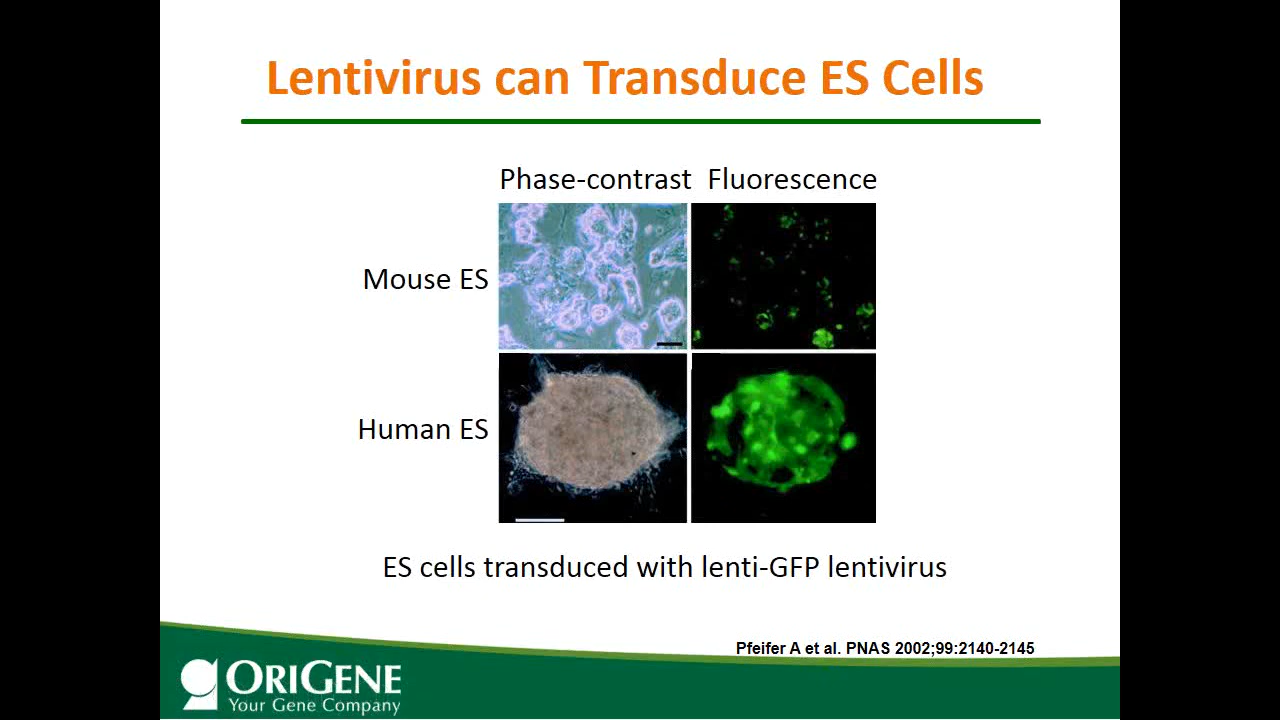 Lentivirus can Transduce ES Cells
Phase-contrast Fluorescence
Mouse ES
Human ES
ES cells transduced with lenti-GFP lentivirus
Pfeifer A et al. PNAS 2002;99:2140-2145
ORIGENE
Your Gene Company